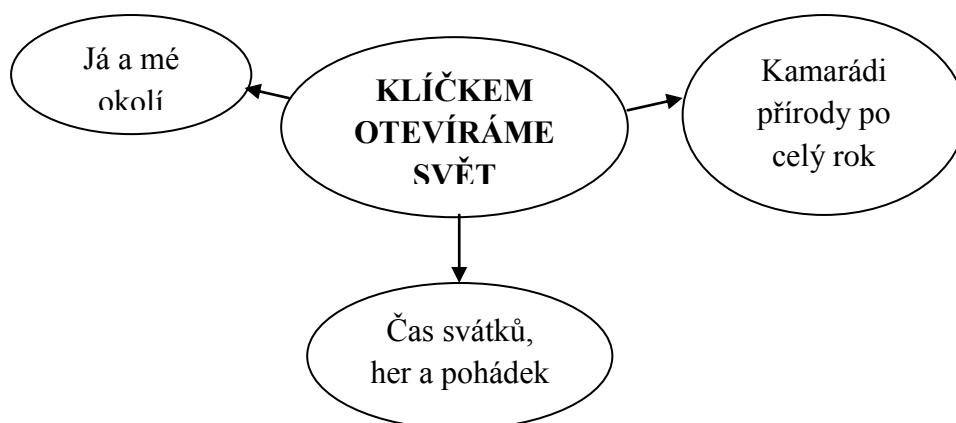 Já a mé
okolí
KLÍČKEM
OTEVÍRÁME
SVĚT
Kamarádi
přírody po
celý rok
Čas svátků,
her a pohádek